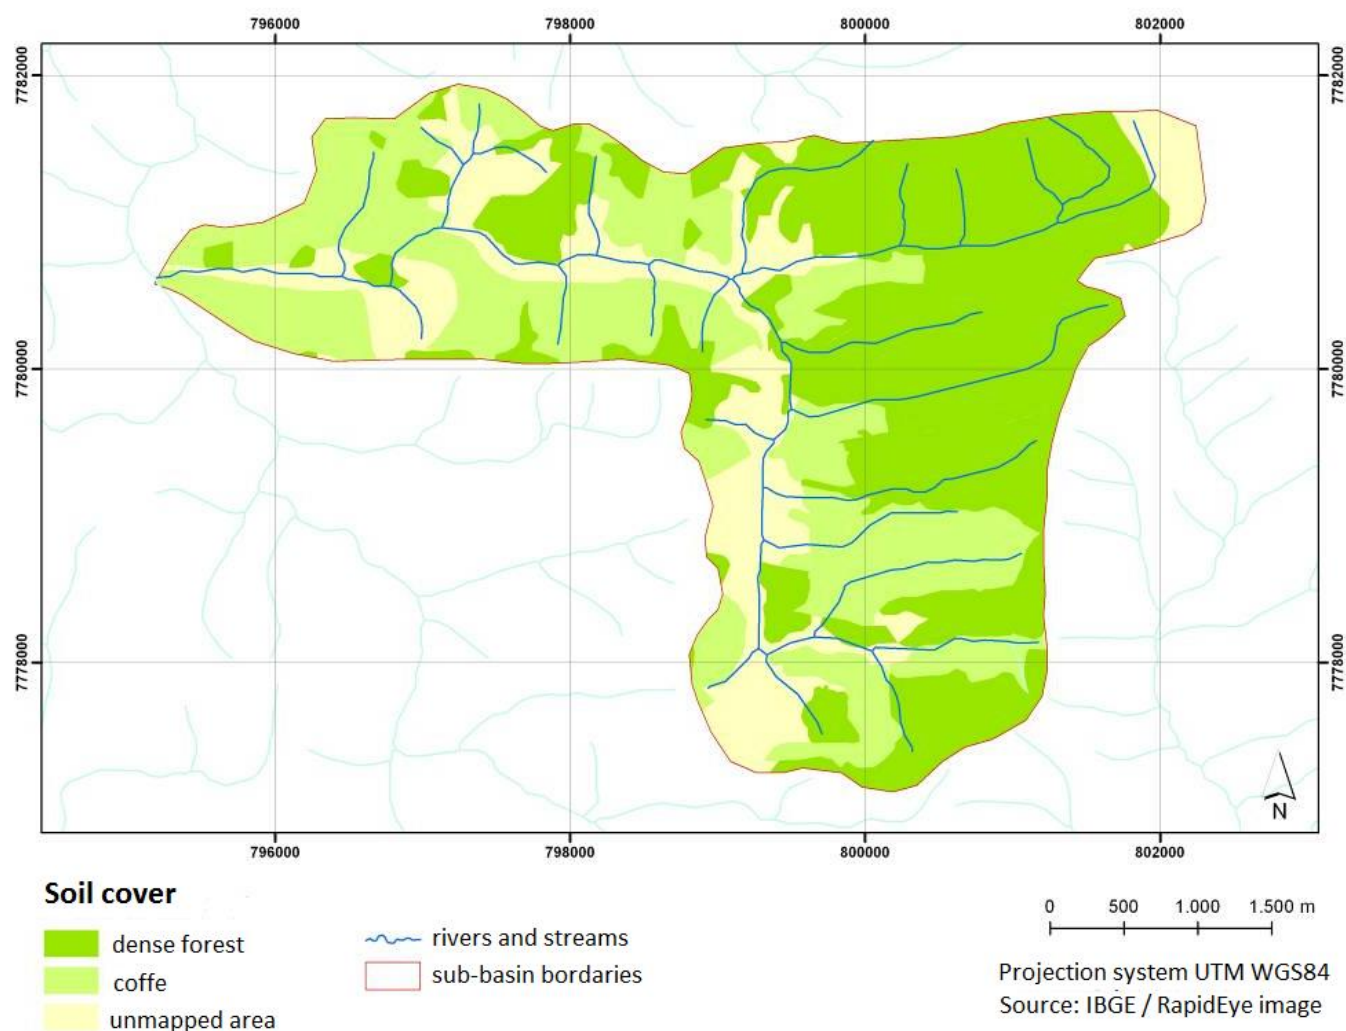 796000 798000 800000 802000
7782000 7782000
7780000 7780000
7778000 7778000
796000 798000 800000 802000
N
Soil cover
dense forest
coffe
unmapped area
rivers and streams
sub-basin bordaries
0 500 1.000 1.500 m
Projection system UTM WGS84
Source: IBGE / RapidEye image